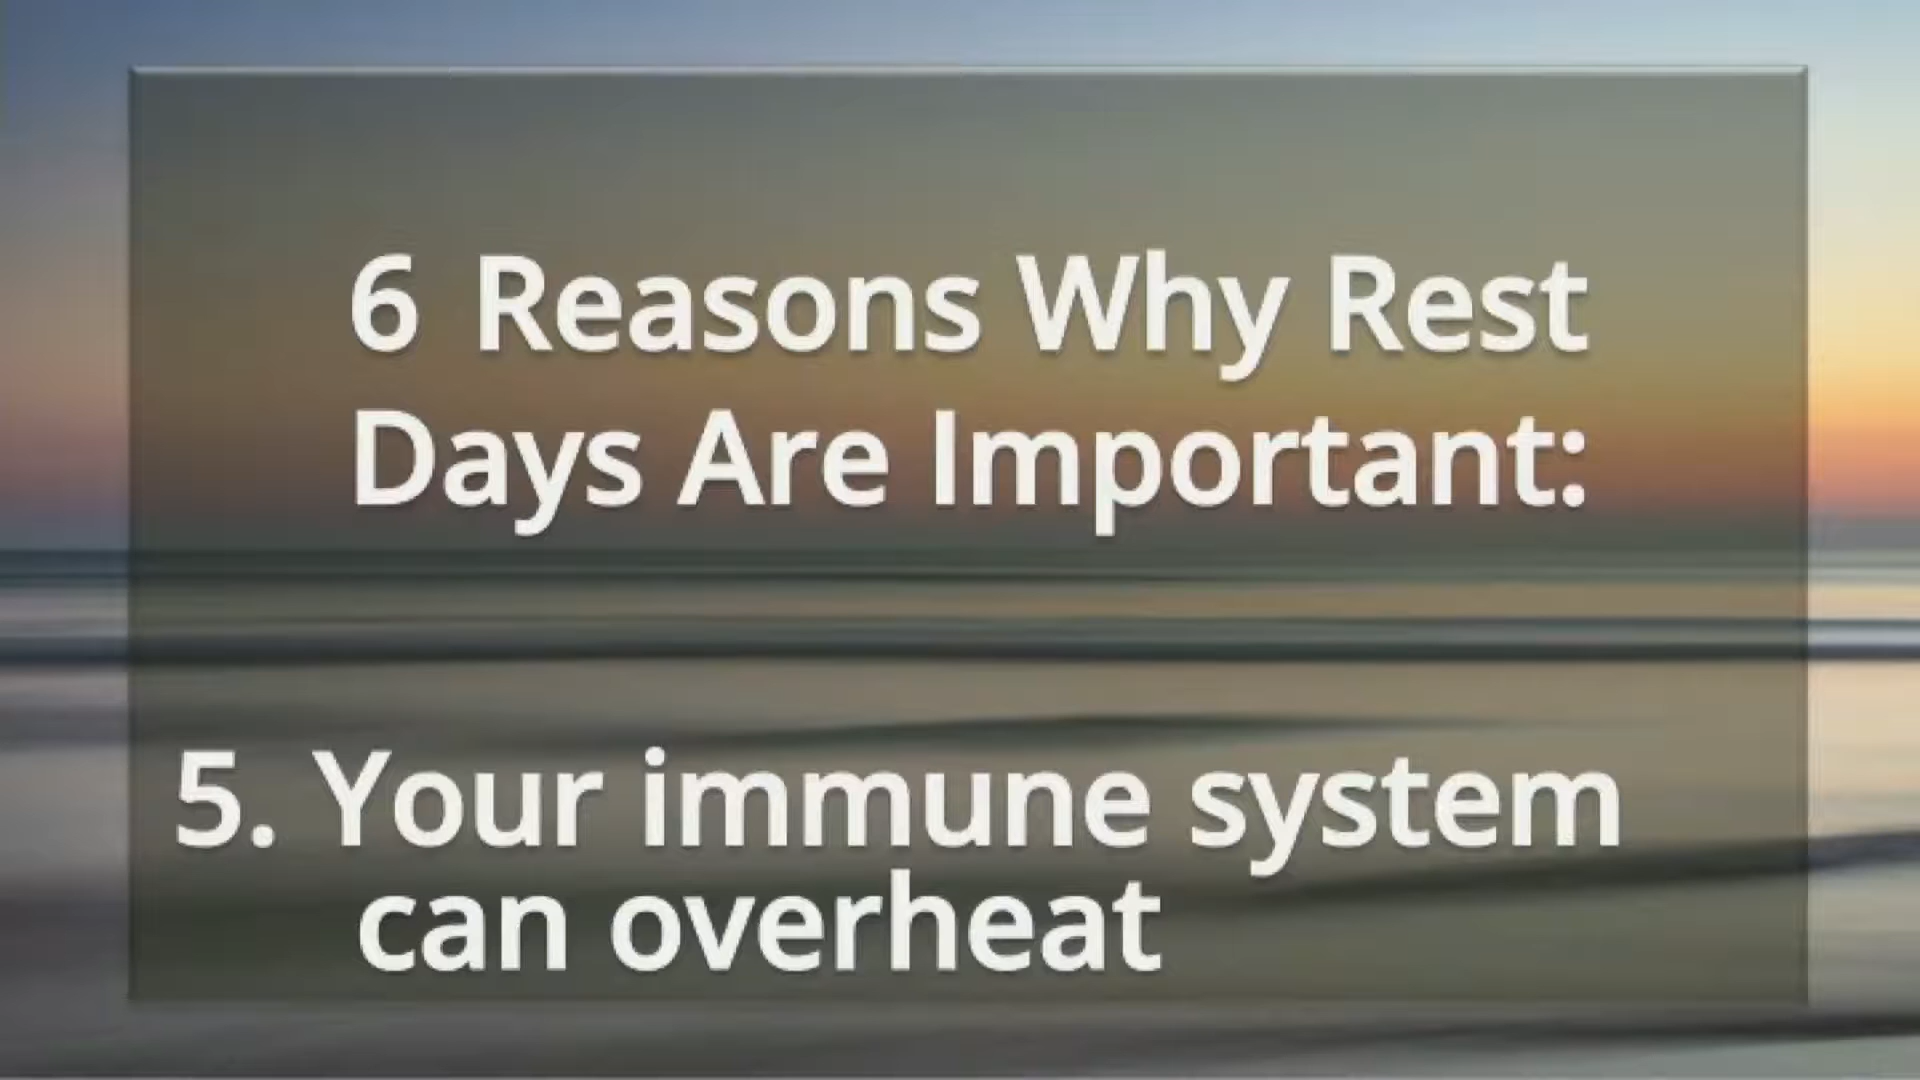 6 Reasons Why Rest
Days Are Important:
5. Your immune system
can overheat